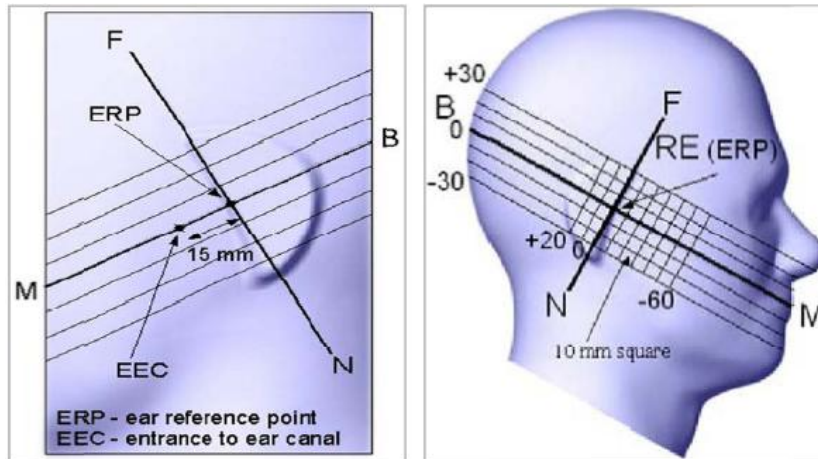 F
ERP
B
15 mm
M
EEC
N
ERP - ear reference point
EEC - entrance to ear canal
+30
B
F
0
RE (ERP)
-30
+20
0
N
-60
M
10 mm square